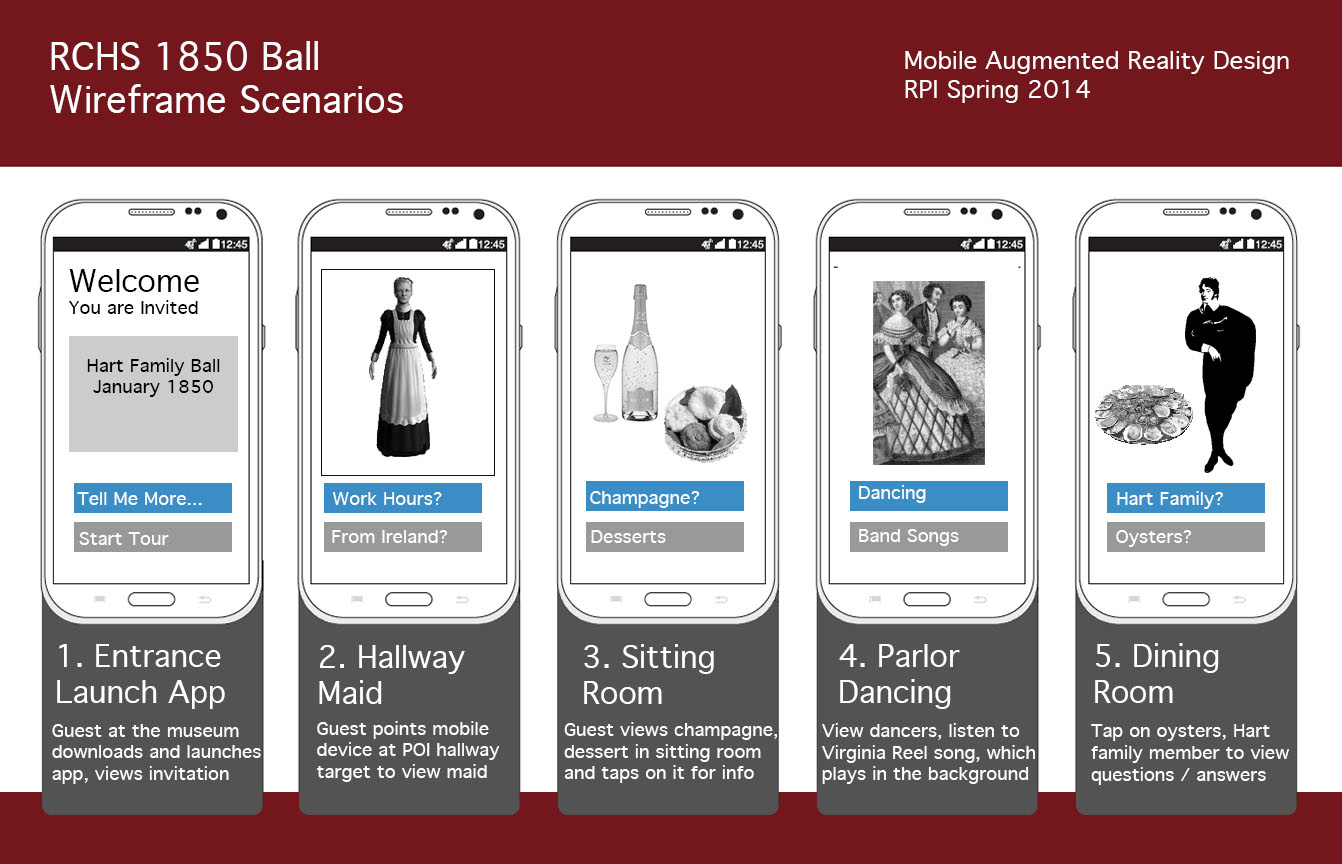 RCHS 1850 Ball
Wireframe Scenarios
Mobile Augmented Reality Design
RPI Spring 2014
12:45
Welcome
You are Invited
Hart Family Ball
January 1850
Tell Me More...
Start Tour
1. Entrance
Launch App
Guest at the museum
downloads and launches
app, views invitation
12:45
Work Hours?
From Ireland?
2. Hallway
Maid
Guest points mobile
device at POI hallway
target to view maid
12:45
Champagne?
Desserts
3. Sitting
Room
Guest views champagne,
dessert in sitting room
and taps on it for info
12:45
Dancing
Band Songs
4. Parlor
Dancing
View dancers, listen to
Virginia Reel song, which
plays in the background
12:45
Hart Family?
Oysters?
5. Dining
Room
Tap on oysters, Hart
family member to view
questions / answers